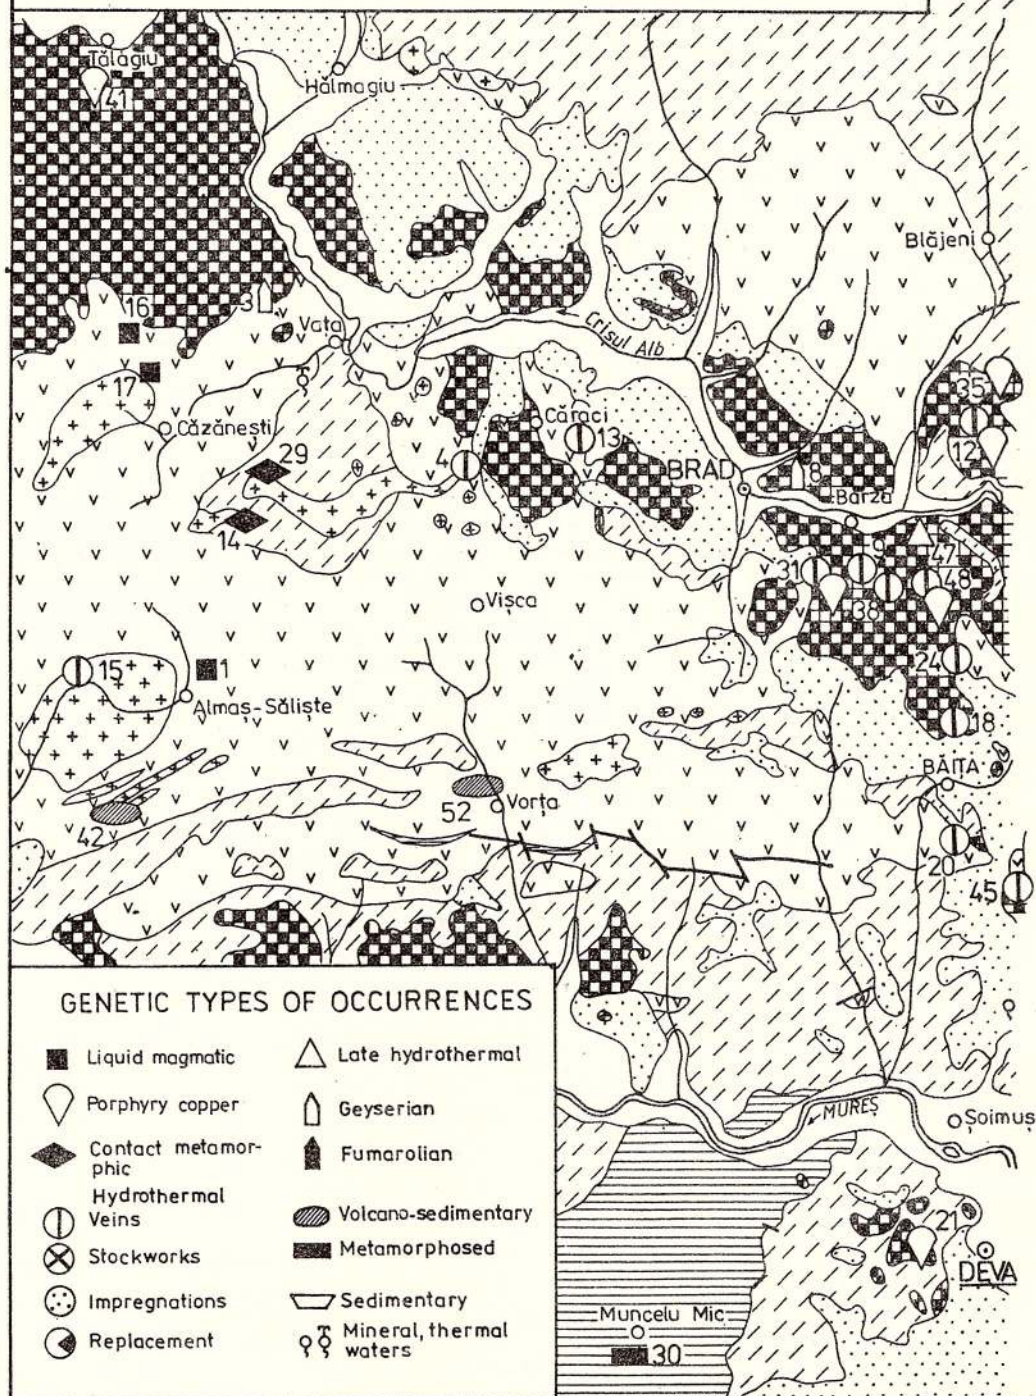 Tălagiu
41
Hălmagiu
Blăjeni
16
3
Vața
Crișul Alb
17
Căzănești
Căraci
13
35
12
29
4
BRAD
8
Barza
14
9
47
31
48
38
Vișca
24
15
1
Almaș-Săliște
18
BĂIȚA
52
Vorța
42
20
45
GENETIC TYPES OF OCCURRENCES
Liquid magmatic
Late hydrothermal
Porphyry copper
Geyserian
Contact metamor-
phic
Fumarolian
Hydrothermal
Veins
Volcano-sedimentary
Stockworks
Metamorphosed
Impregnations
Sedimentary
Replacement
Mineral, thermal
waters
MUREȘ
Șoimuș
21
DEVA
Muncelu Mic
30